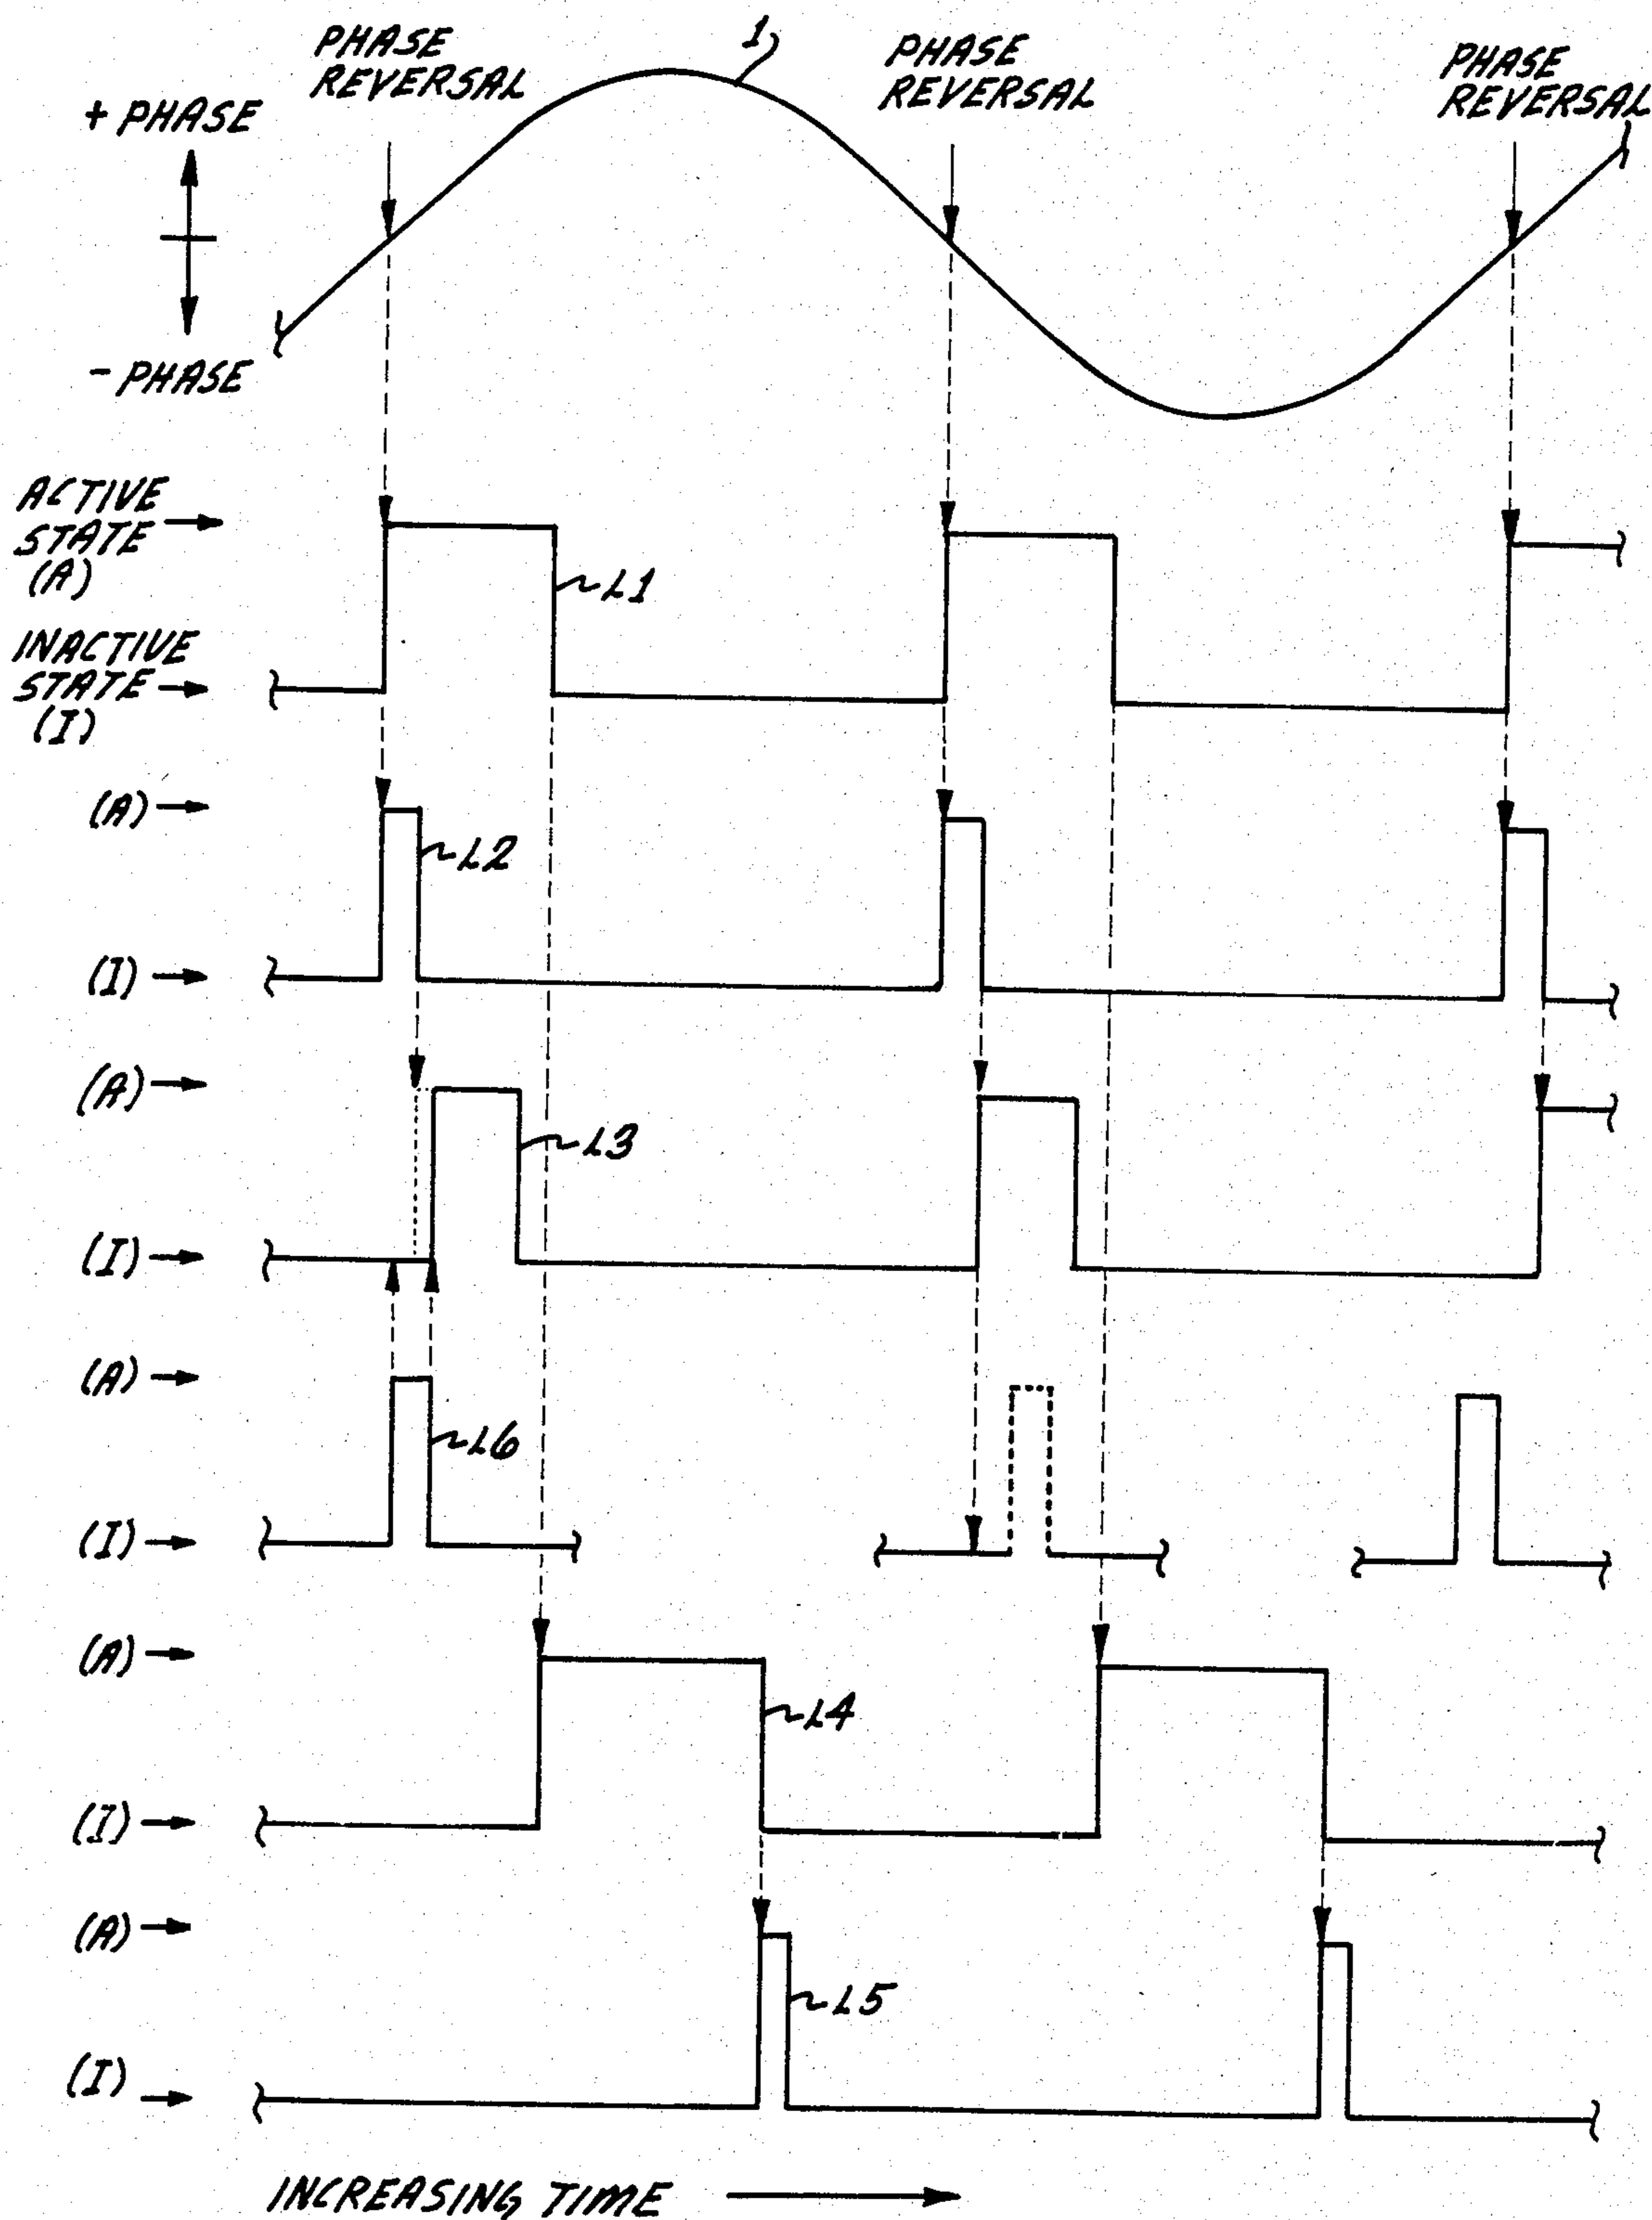 PHASE
REVERSAL
1
PHASE
REVERSAL
PHASE
REVERSAL
+ PHASE
- PHASE
ACTIVE
STATE
(A)
L1
INACTIVE
STATE
(I)
(A)
L2
(I)
(A)
L3
(I)
(A)
L6
(I)
(A)
L4
(I)
(A)
L5
(I)
INCREASING TIME